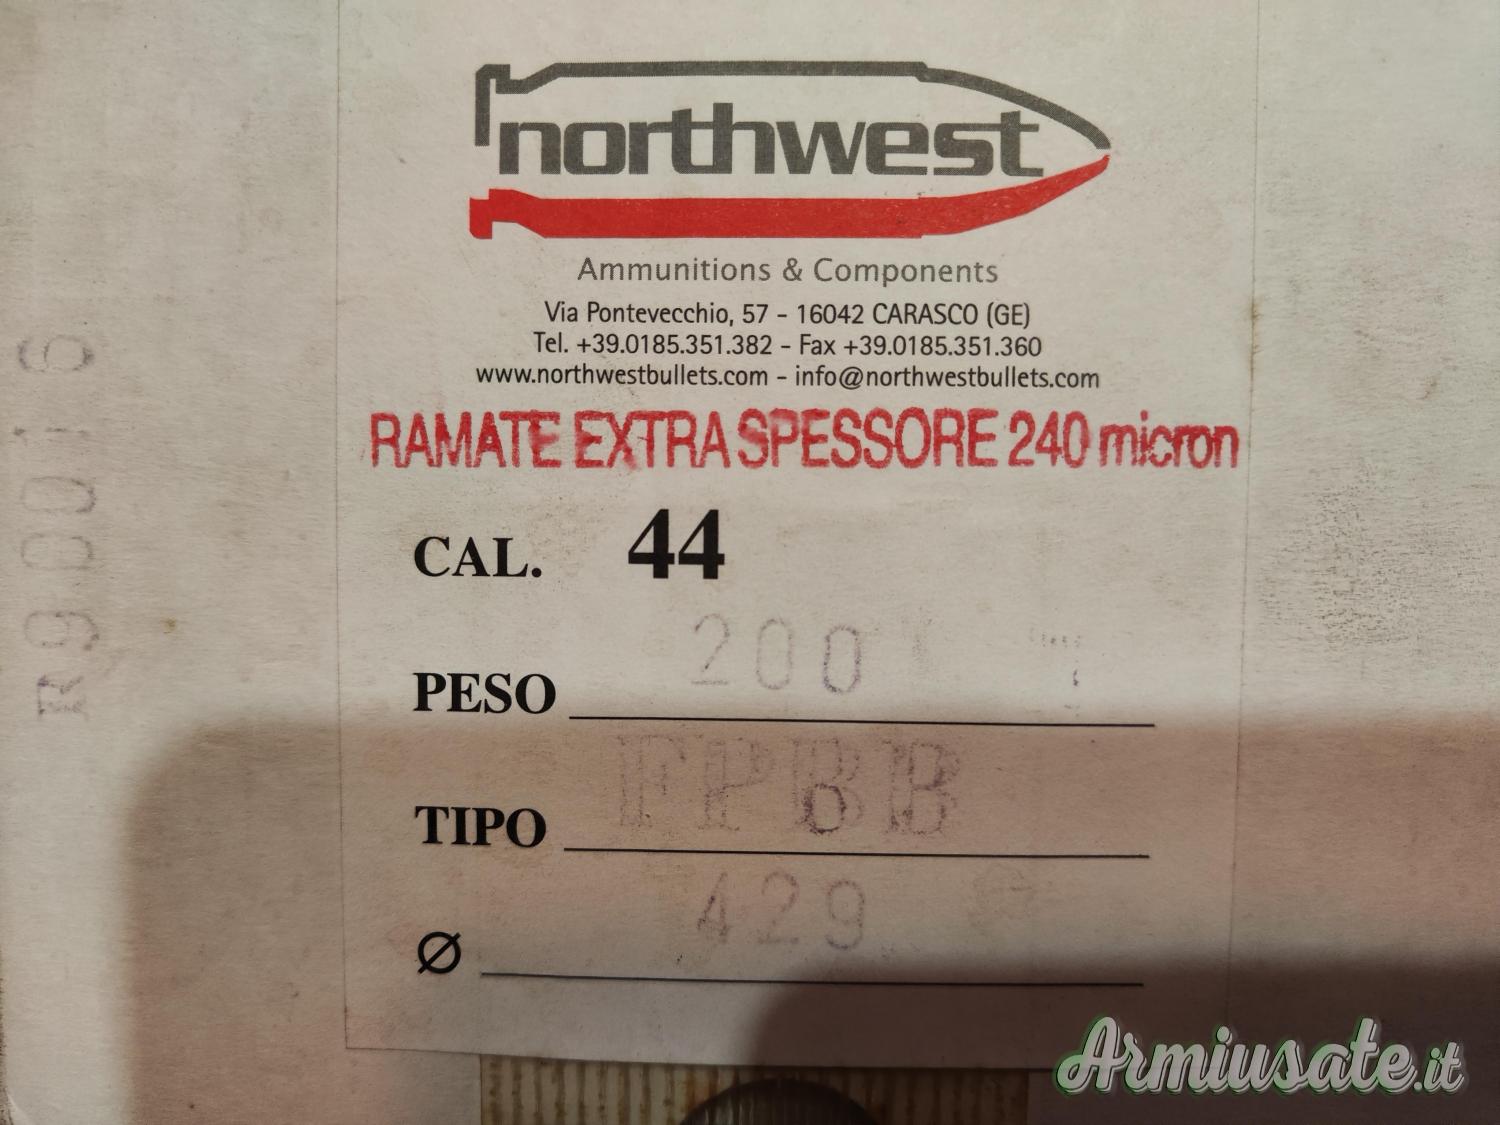 northwest
Ammunitions & Components
Via Pontevecchio, 57 - 16042 CARASCO (GE)
Tel. +39.0185.351.382 - Fax +39.0185.351.360
www.northwestbullets.com - info@northwestbullets.com
RAMATE EXTRA SPESSORE 240 micron
CAL. 44
PESO 200
TIPO FPBB
Ø 429
Armiusate.it